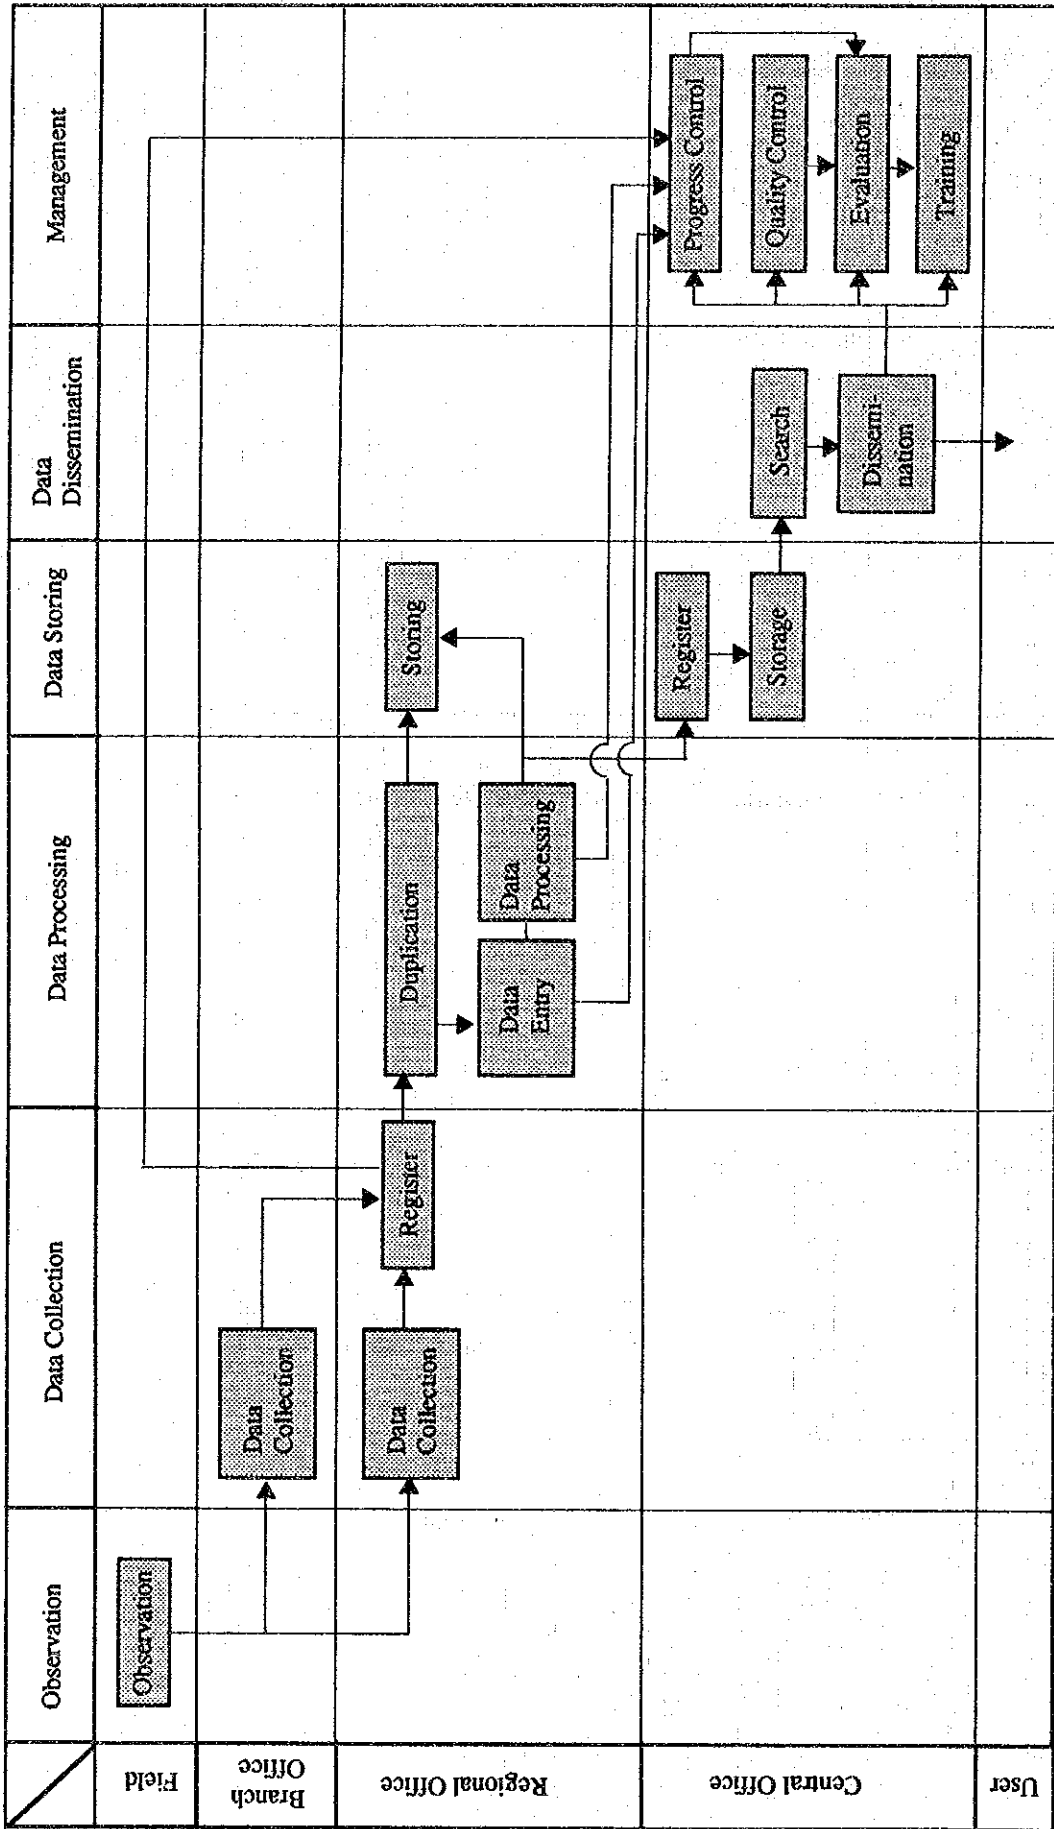 Observation
Data Collection
Data Processing
Data Storing
Data
Dissemination
Management
Field
Observation
Branch
Office
Data
Collection
Regional Office
Data
Collection
Register
Duplication
Storing
Data
Entry
Data
Processing
Central Office
Register
Storage
Search
Dissemi-
nation
Progress Control
Quality Control
Evaluation
Training
User